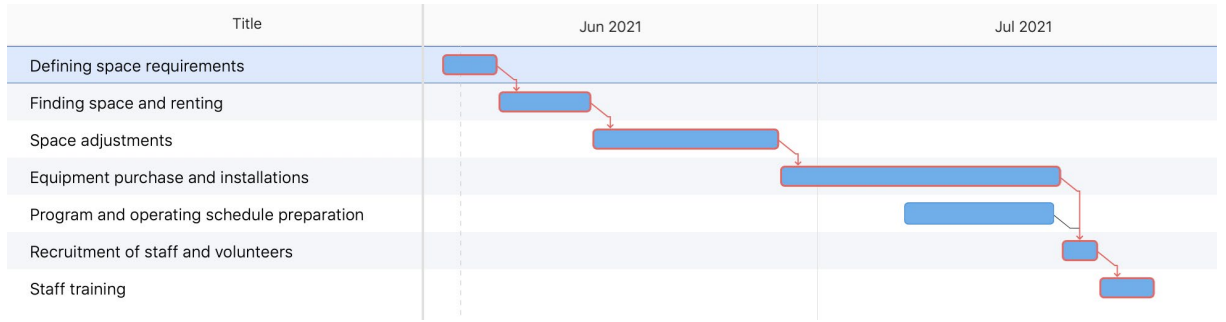 Title
Jun 2021
Jul 2021
Defining space requirements
Finding space and renting
Space adjustments
Equipment purchase and installations
Program and operating schedule preparation
Recruitment of staff and volunteers
Staff training